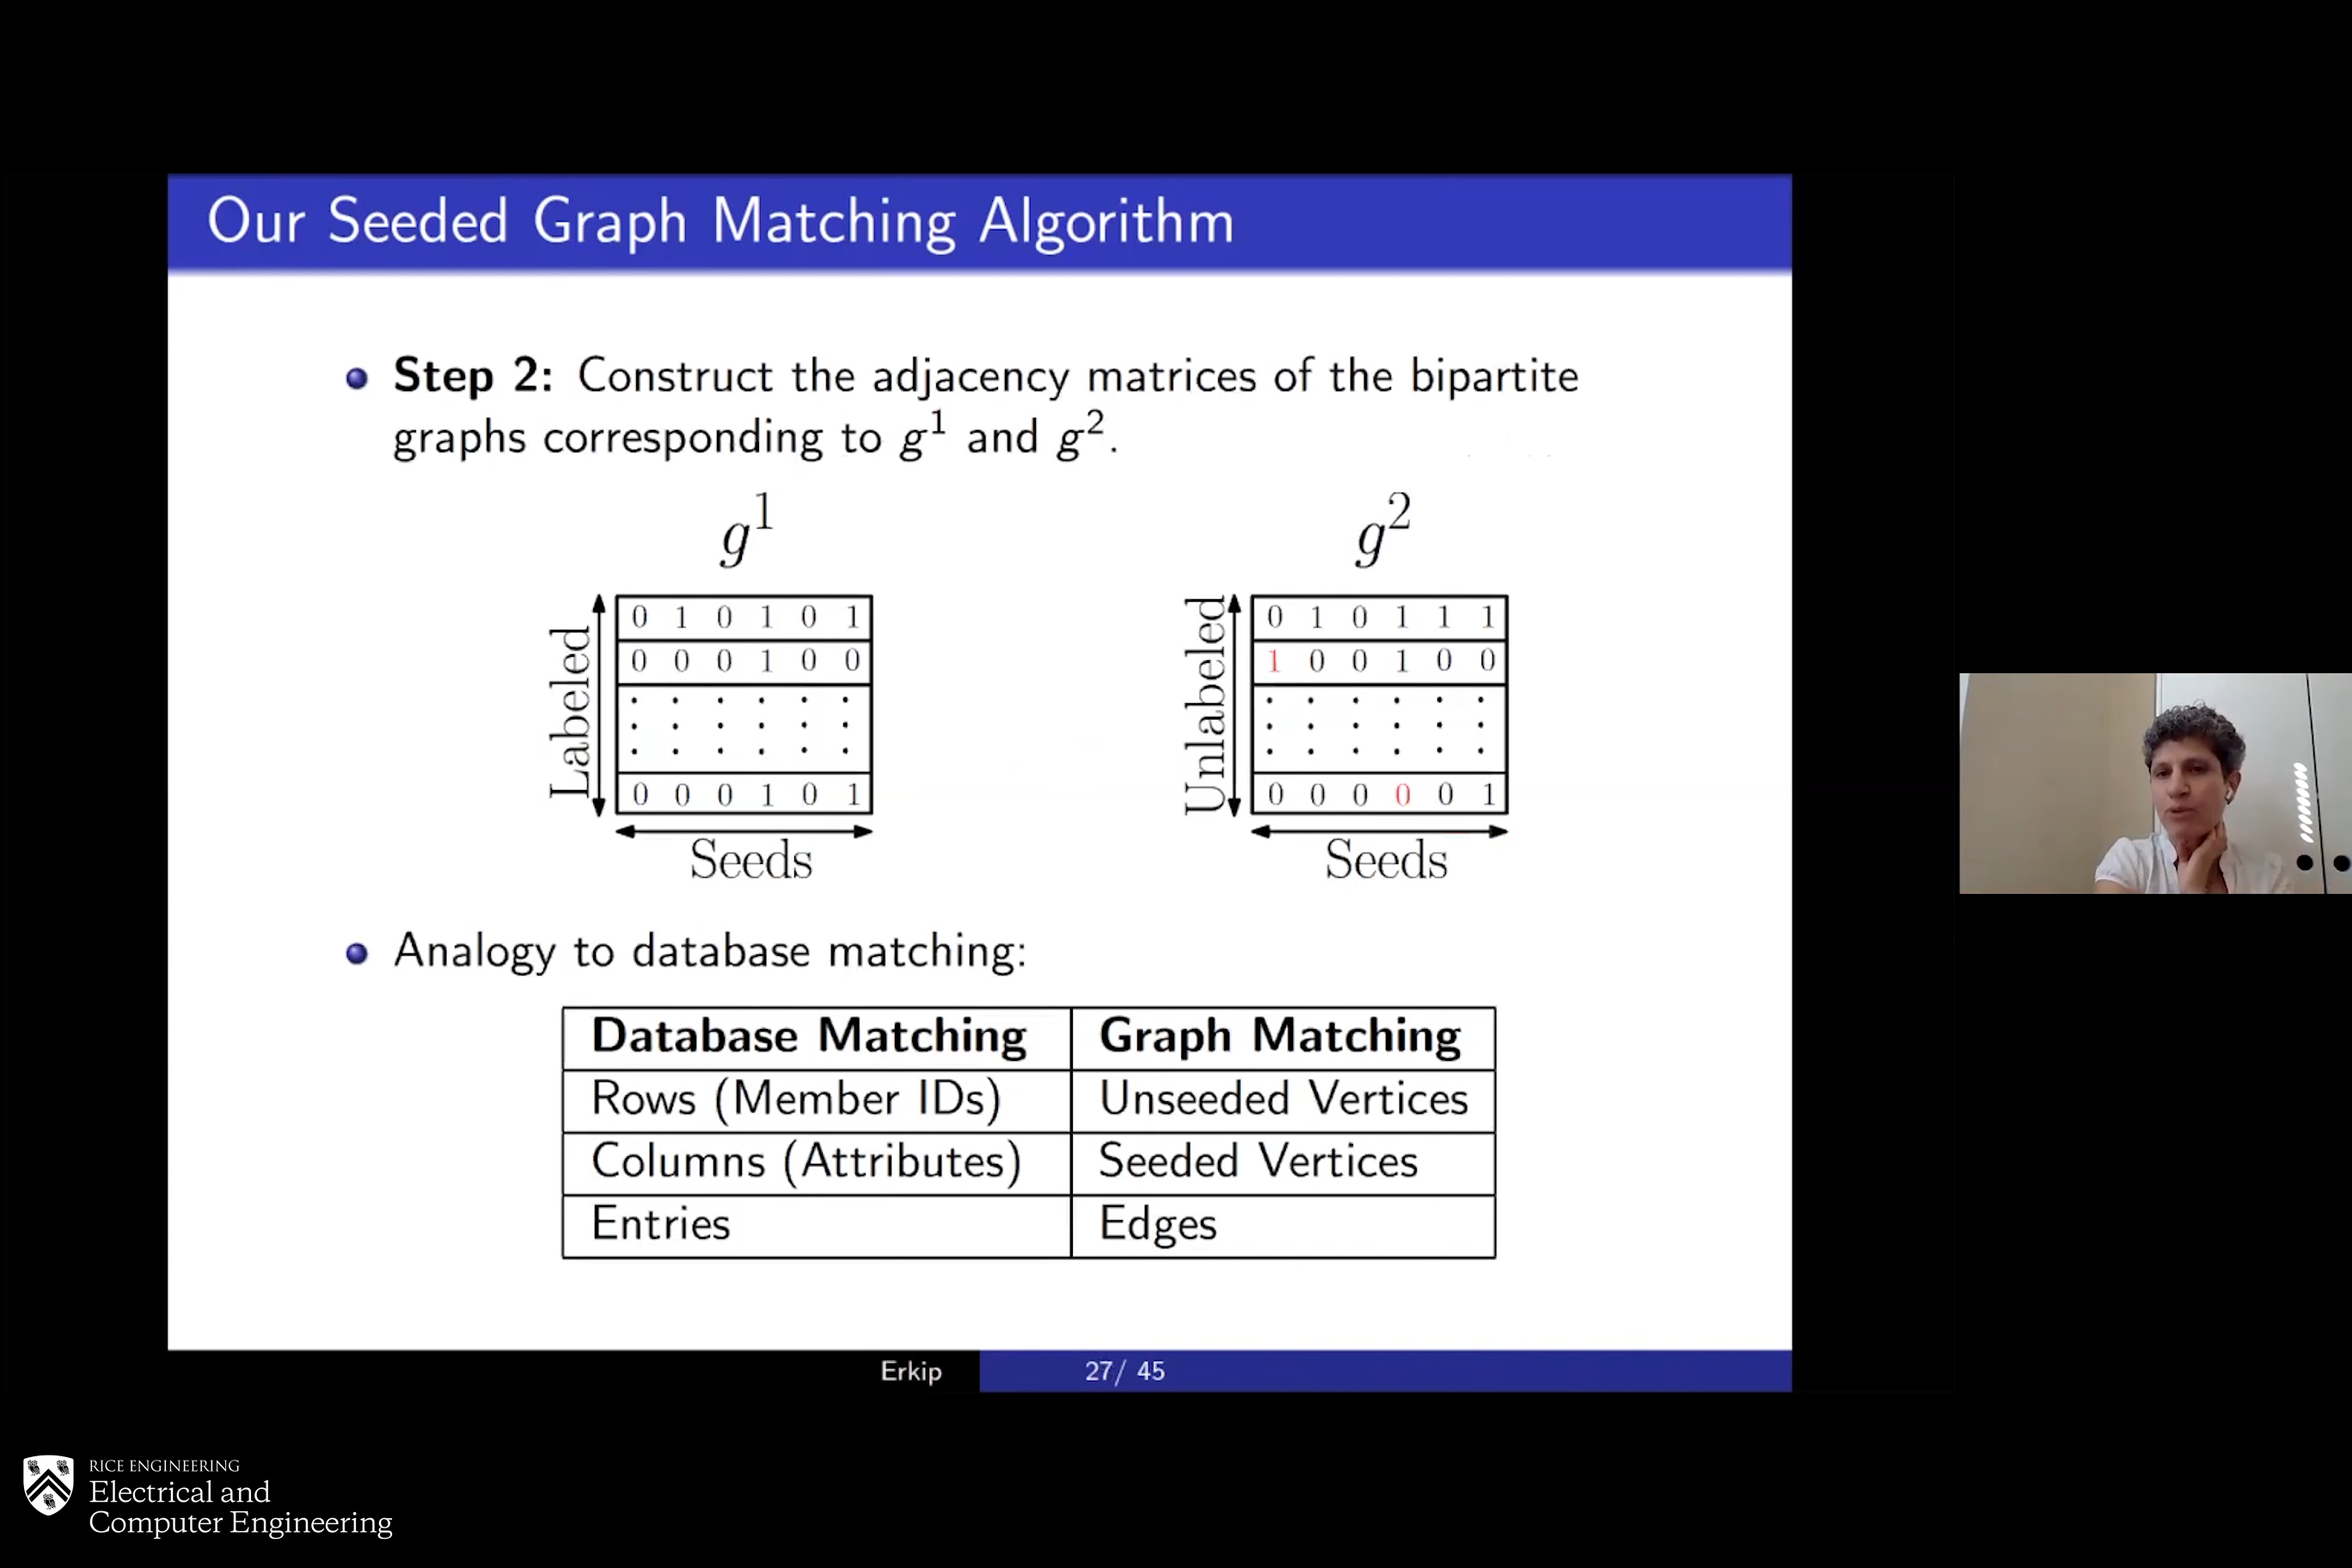 Our Seeded Graph Matching Algorithm
Step 2: Construct the adjacency matrices of the bipartite
graphs corresponding to g¹ and g².
g¹
Labeled
0 1 0 1 0 1
0 0 0 1 0 0
0 0 0 1 0 1
Seeds
g²
Unlabeled
0 1 0 1 1 1
1 0 0 1 0 0
0 0 0 0 0 1
Seeds
Analogy to database matching:
Database Matching Graph Matching
Rows (Member IDs) Unseeded Vertices
Columns (Attributes) Seeded Vertices
Entries Edges
Erkip 27/ 45
RICE ENGINEERING
Electrical and
Computer Engineering